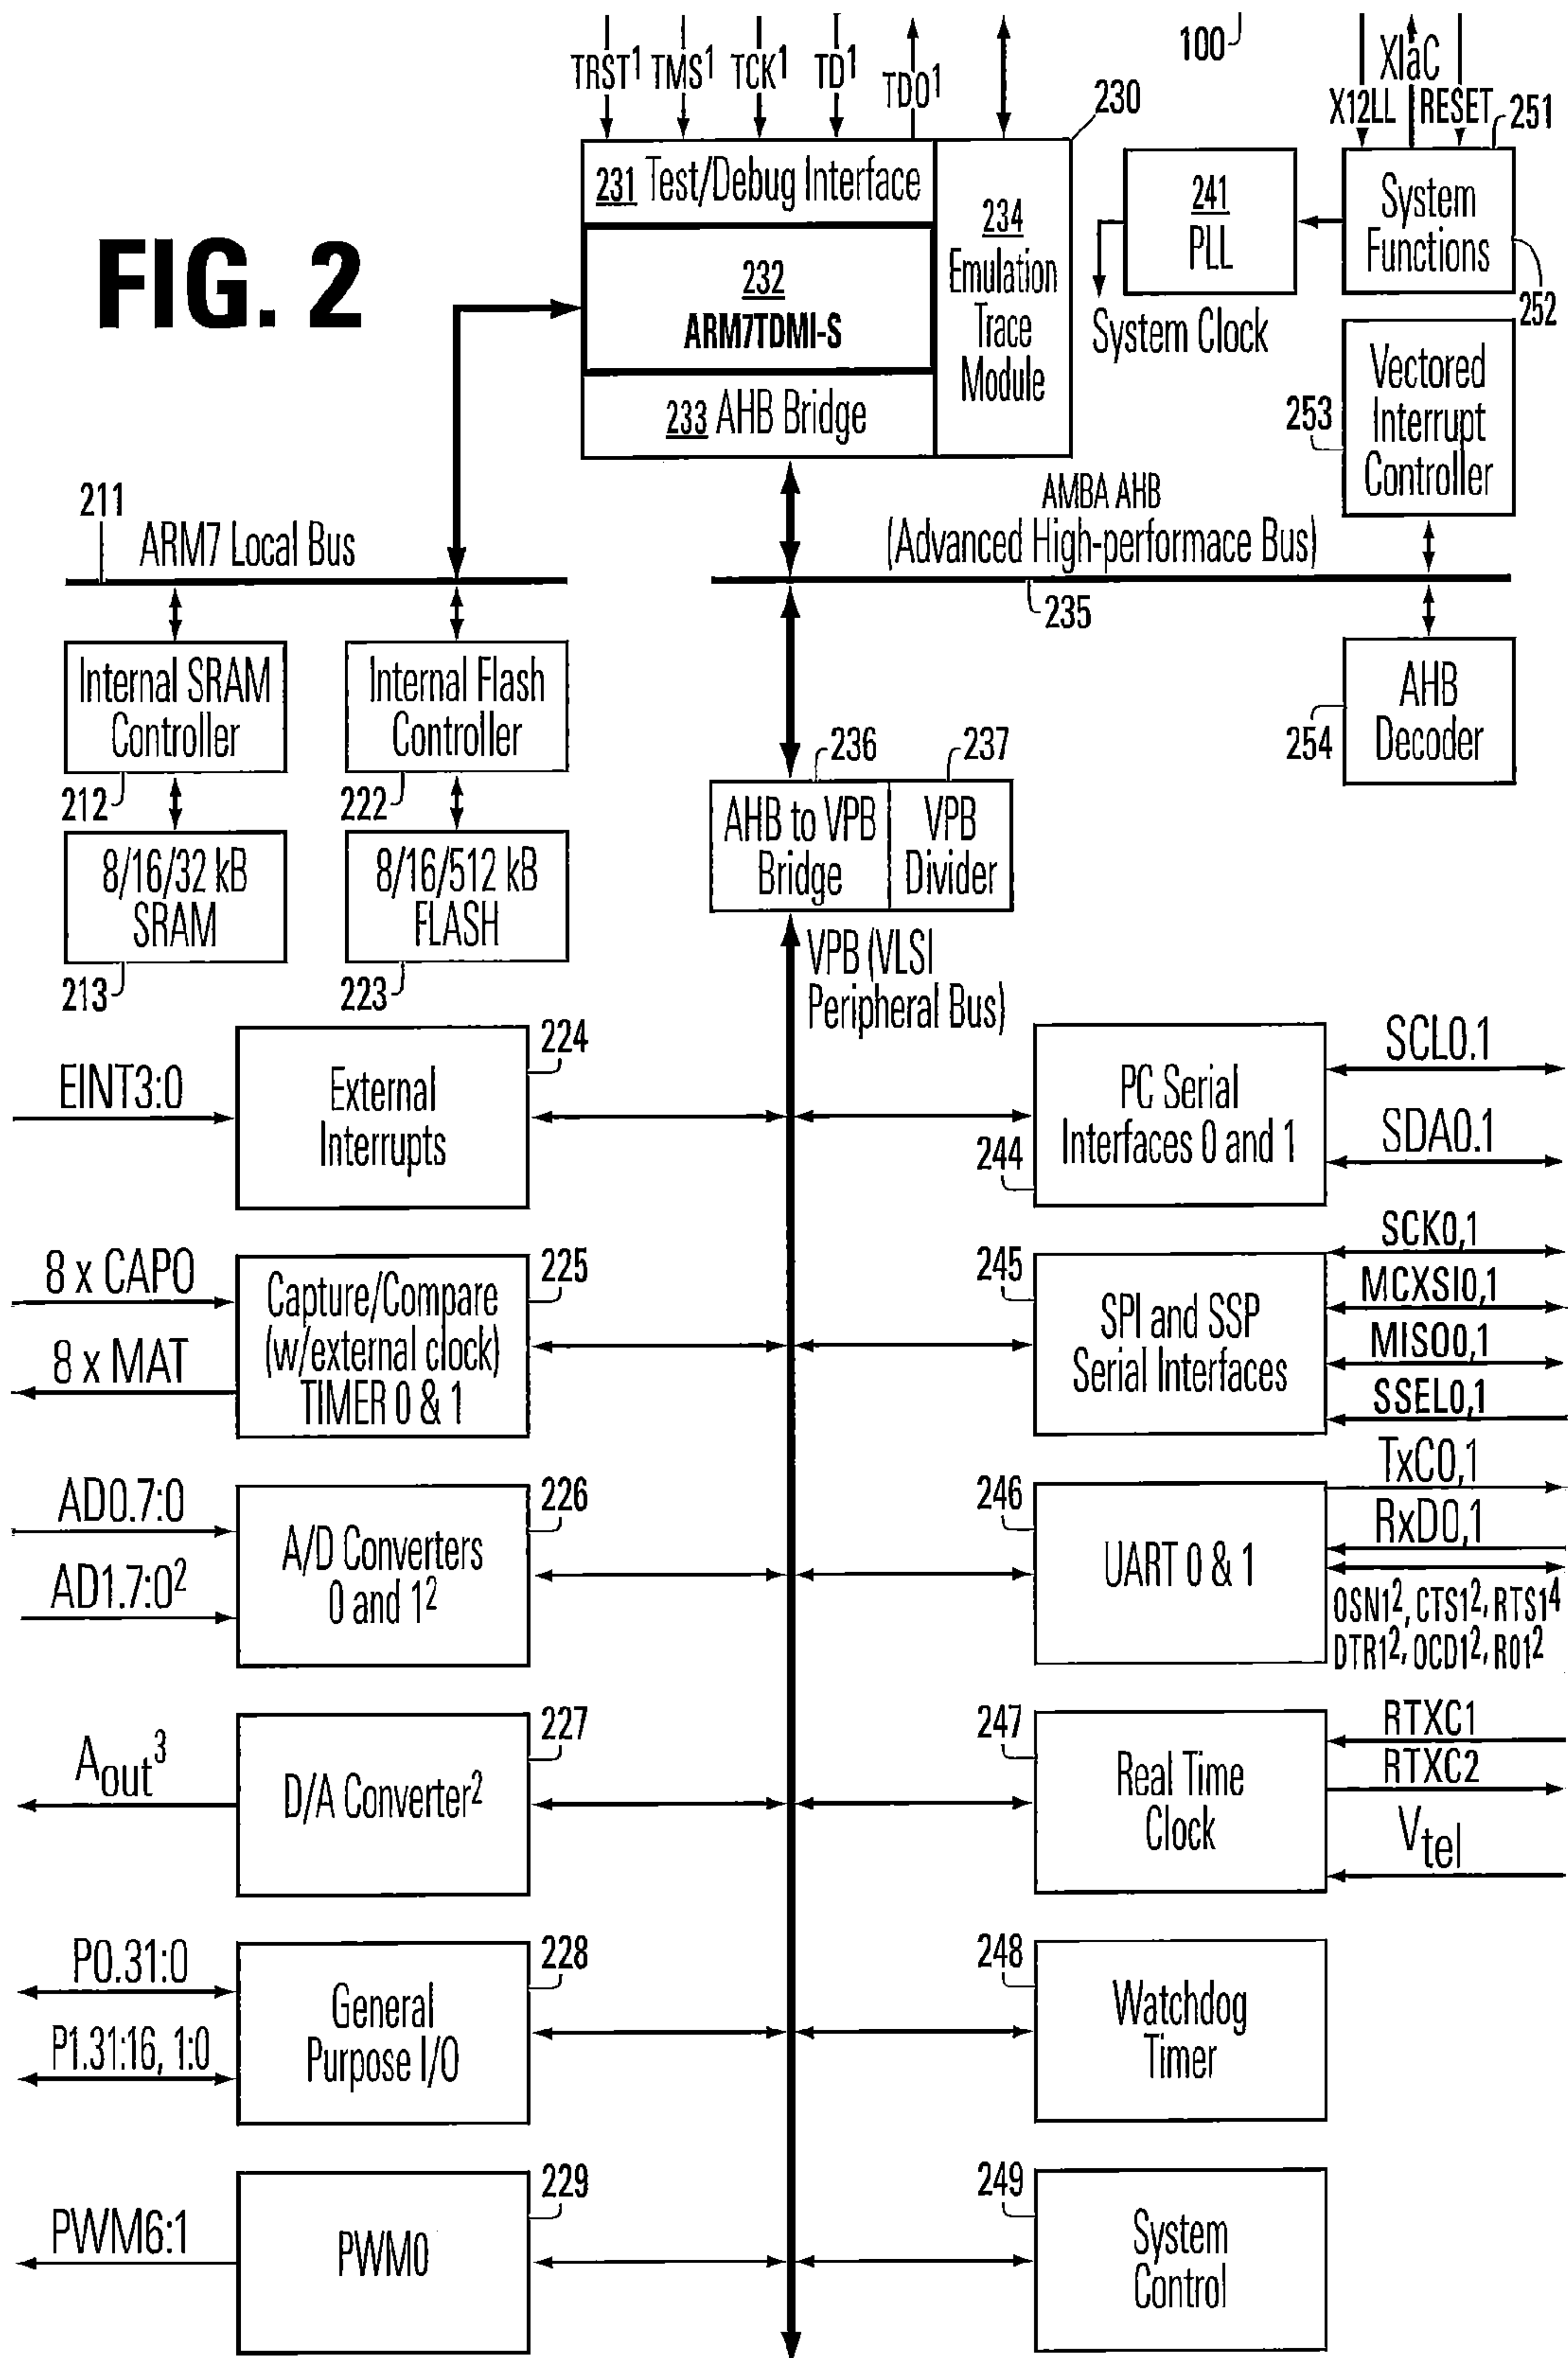 FIG. 2
TRST¹ TMS¹ TCK¹ TD¹ TDO¹
230
100
XIaC
X12LL RESET
251
231 Test/Debug Interface
232
ARM7TDMI-S
233 AHB Bridge
234
Emulation
Trace
Module
241
PLL
System Clock
System
Functions
252
253
Vectored
Interrupt
Controller
211
ARM7 Local Bus
AMBA AHB
(Advanced High-performace Bus)
235
Internal SRAM
Controller
212
Internal Flash
Controller
222
254
AHB
Decoder
8/16/32 kB
SRAM
213
8/16/512 kB
FLASH
223
236
237
AHB to VPB
Bridge
VPB
Divider
VPB (VLSI
Peripheral Bus)
EINT3:0
External
Interrupts
224
244
PC Serial
Interfaces 0 and 1
SCL0.1
SDA0.1
8 x CAPO
8 x MAT
Capture/Compare
(w/external clock)
TIMER 0 & 1
225
245
SPI and SSP
Serial Interfaces
SCK0,1
MCXSI0,1
MISO0,1
SSEL0,1
AD0.7:0
AD1.7:0²
A/D Converters
0 and 1²
226
246
UART 0 & 1
TxC0,1
RxD0,1
OSN1², CTS1², RTS1⁴
DTR1², OCD1², R01²
Aout³
D/A Converter²
227
247
Real Time
Clock
RTXC1
RTXC2
Vtel
P0.31:0
P1.31:16, 1:0
General
Purpose I/O
228
248
Watchdog
Timer
PWM6:1
PWM0
229
249
System
Control